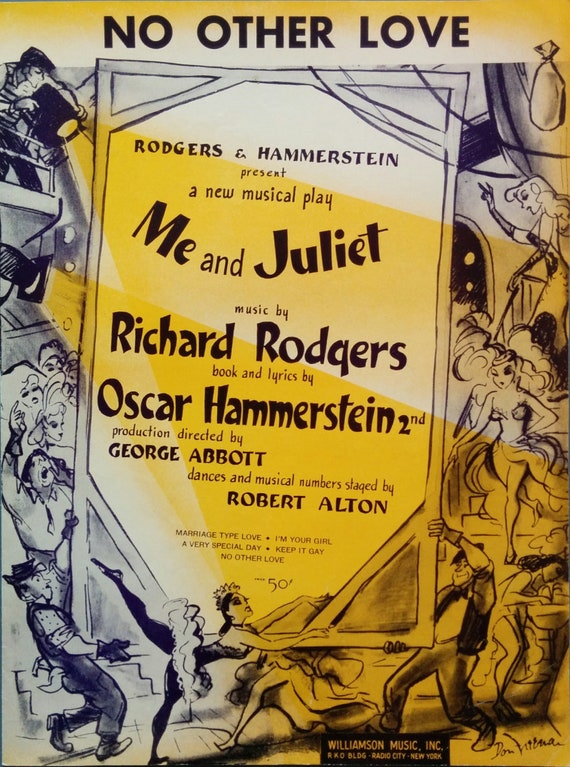 NO OTHER LOVE
RODGERS & HAMMERSTEIN
present
a new musical play
Me and Juliet
music by
Richard Rodgers
book and lyrics by
Oscar Hammerstein 2nd
production directed by
GEORGE ABBOTT
dances and musical numbers staged by
ROBERT ALTON
MARRIAGE TYPE LOVE • I'M YOUR GIRL
A VERY SPECIAL DAY • KEEP IT GAY
NO OTHER LOVE
50¢
WILLIAMSON MUSIC, INC.
RKO BLDG · RADIO CITY · NEW YORK